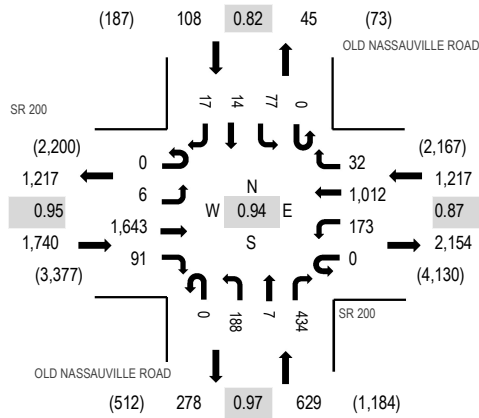 (187) 108 0.82 45 (73)
OLD NASSAUVILLE ROAD
17 14 77 0
SR 200
(2,200) 0 32 (2,167)
1,217 1,217
6 N 1,012
0.95 W 0.94 E 0.87
1,643 173
1,740 S 2,154
91 0
(3,377) (4,130)
0 188 7 434
SR 200
OLD NASSAUVILLE ROAD
(512) 278 0.97 629 (1,184)